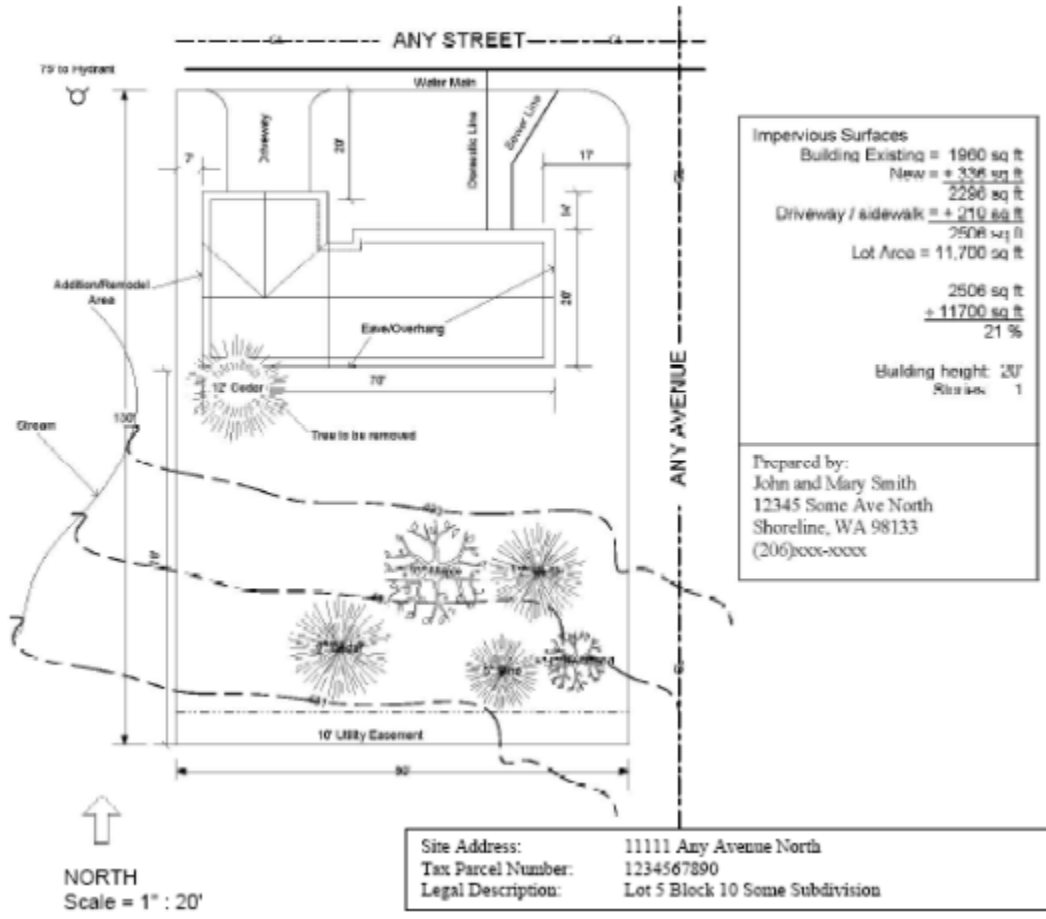 ANY STREET
75' to Hydrant
Water Main
Driveway
20'
Domestic Line
Sewer Line
7'
17'
Addition/Remodel
Area
Eave/Overhang
ANY AVENUE
70'
12" Cedar
Tree to be removed
Stream
130'
10' Utility Easement
90'
NORTH
Scale = 1" : 20'
Impervious Surfaces
Building Existing = 1960 sq ft
New = + 336 sq ft
2296 sq ft
Driveway / sidewalk = + 210 sq ft
2506 sq ft
Lot Area = 11,700 sq ft
2506 sq ft
÷ 11700 sq ft
21 %
Building height: 20'
Stories: 1
Prepared by:
John and Mary Smith
12345 Some Ave North
Shoreline, WA 98133
(206)xxx-xxxx
Site Address: 11111 Any Avenue North
Tax Parcel Number: 1234567890
Legal Description: Lot 5 Block 10 Some Subdivision